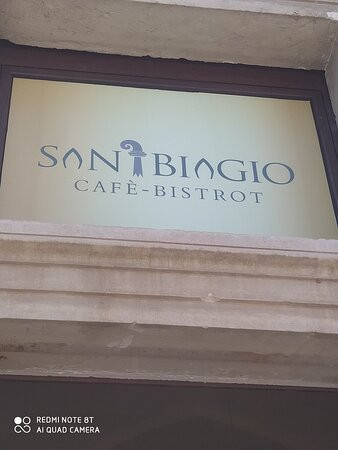 SAN BIAGIO
CAFÈ-BISTROT
REDMI NOTE 8T
AI QUAD CAMERA